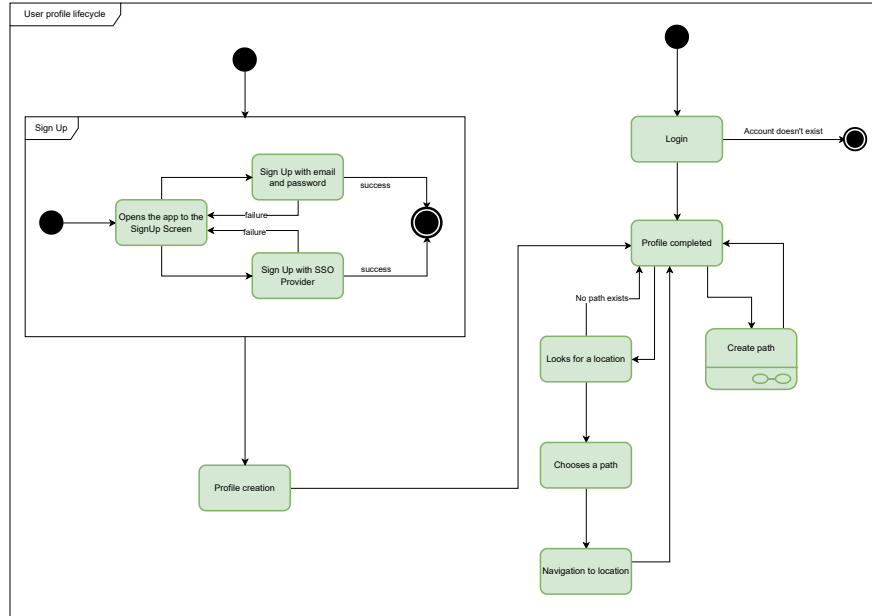 User profile lifecycle
Sign Up
Opens the app to the
SignUp Screen
Sign Up with email
and password
success
failure
failure
Sign Up with SSO
Provider
success
Profile creation
Login
Account doesn't exist
Profile completed
No path exists
Looks for a location
Create path
Chooses a path
Navigation to location